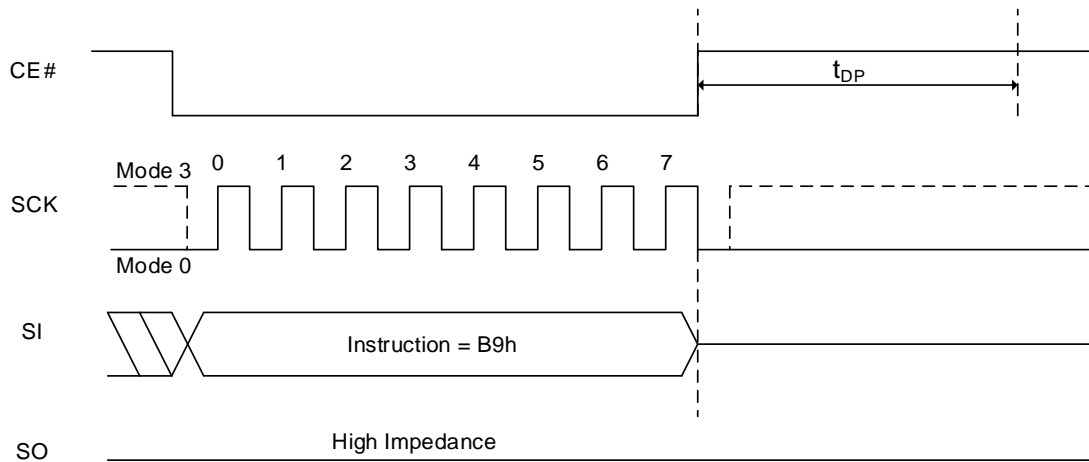 CE#
tDP
Mode 3
0 1 2 3 4 5 6 7
SCK
Mode 0
SI
Instruction = B9h
High Impedance
SO